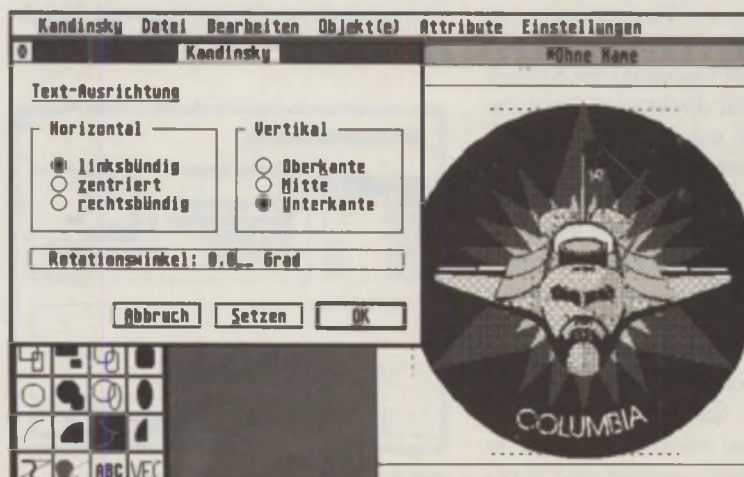 Kandinsky Datei Bearbeiten Objekt(e) Attribute Einstellungen
Kandinsky
*Ohne Name
Text-Ausrichtung
Horizontal
linksbündig
zentriert
rechtsbündig
Vertikal
Oberkante
Mitte
Unterkante
Rotationswinkel: 0.0__ Grad
Abbruch
Setzen
OK
COLUMBIA
ABC
VEC